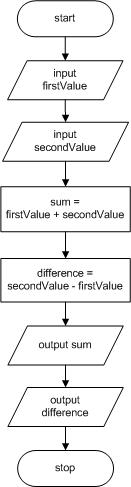 start
input
firstValue
input
secondValue
sum =
firstValue + secondValue
difference =
secondValue - firstValue
output sum
output
difference
stop